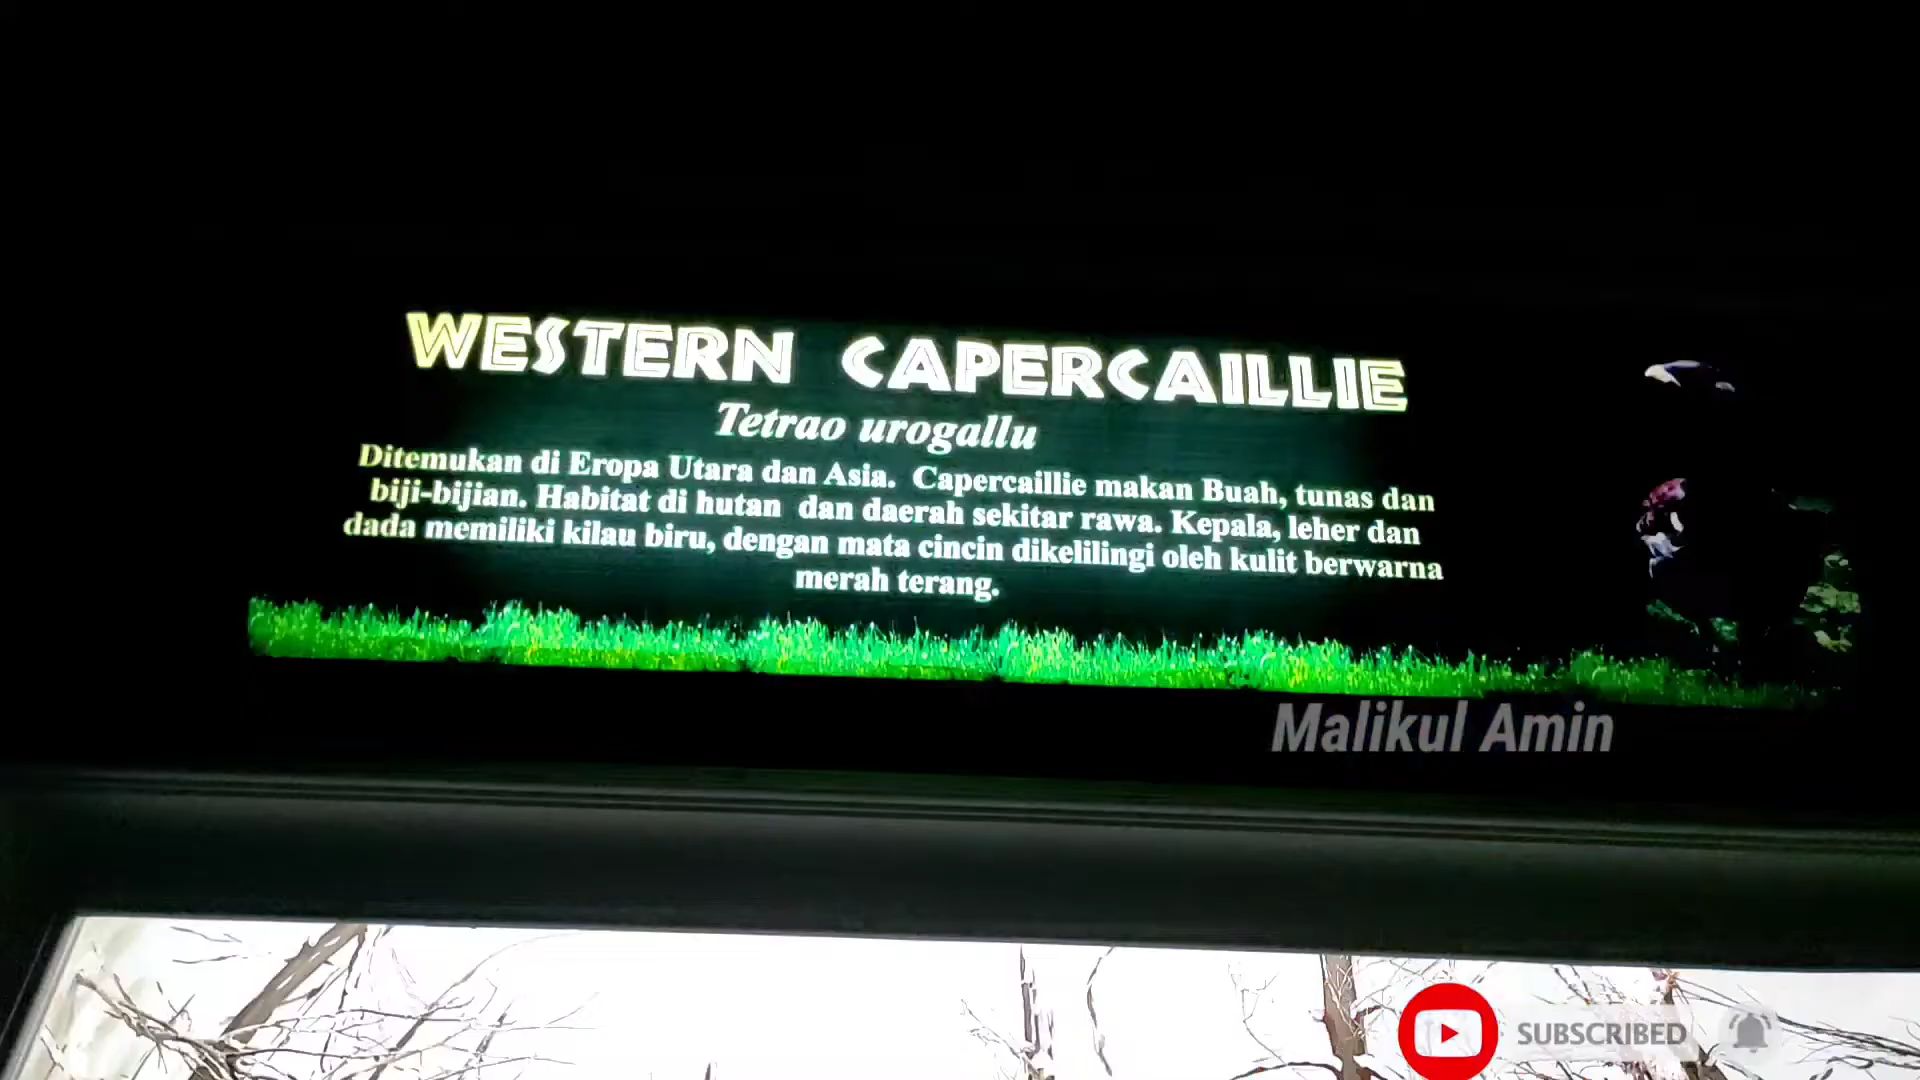 WESTERN CAPERCAILLIE
Tetrao urogallu
Ditemukan di Eropa Utara dan Asia. Capercaillie makan Buah, tunas dan
biji-bijian. Habitat di hutan dan daerah sekitar rawa. Kepala, leher dan
dada memiliki kilau biru, dengan mata cincin dikelilingi oleh kulit berwarna
merah terang.
Malikul Amin
SUBSCRIBED